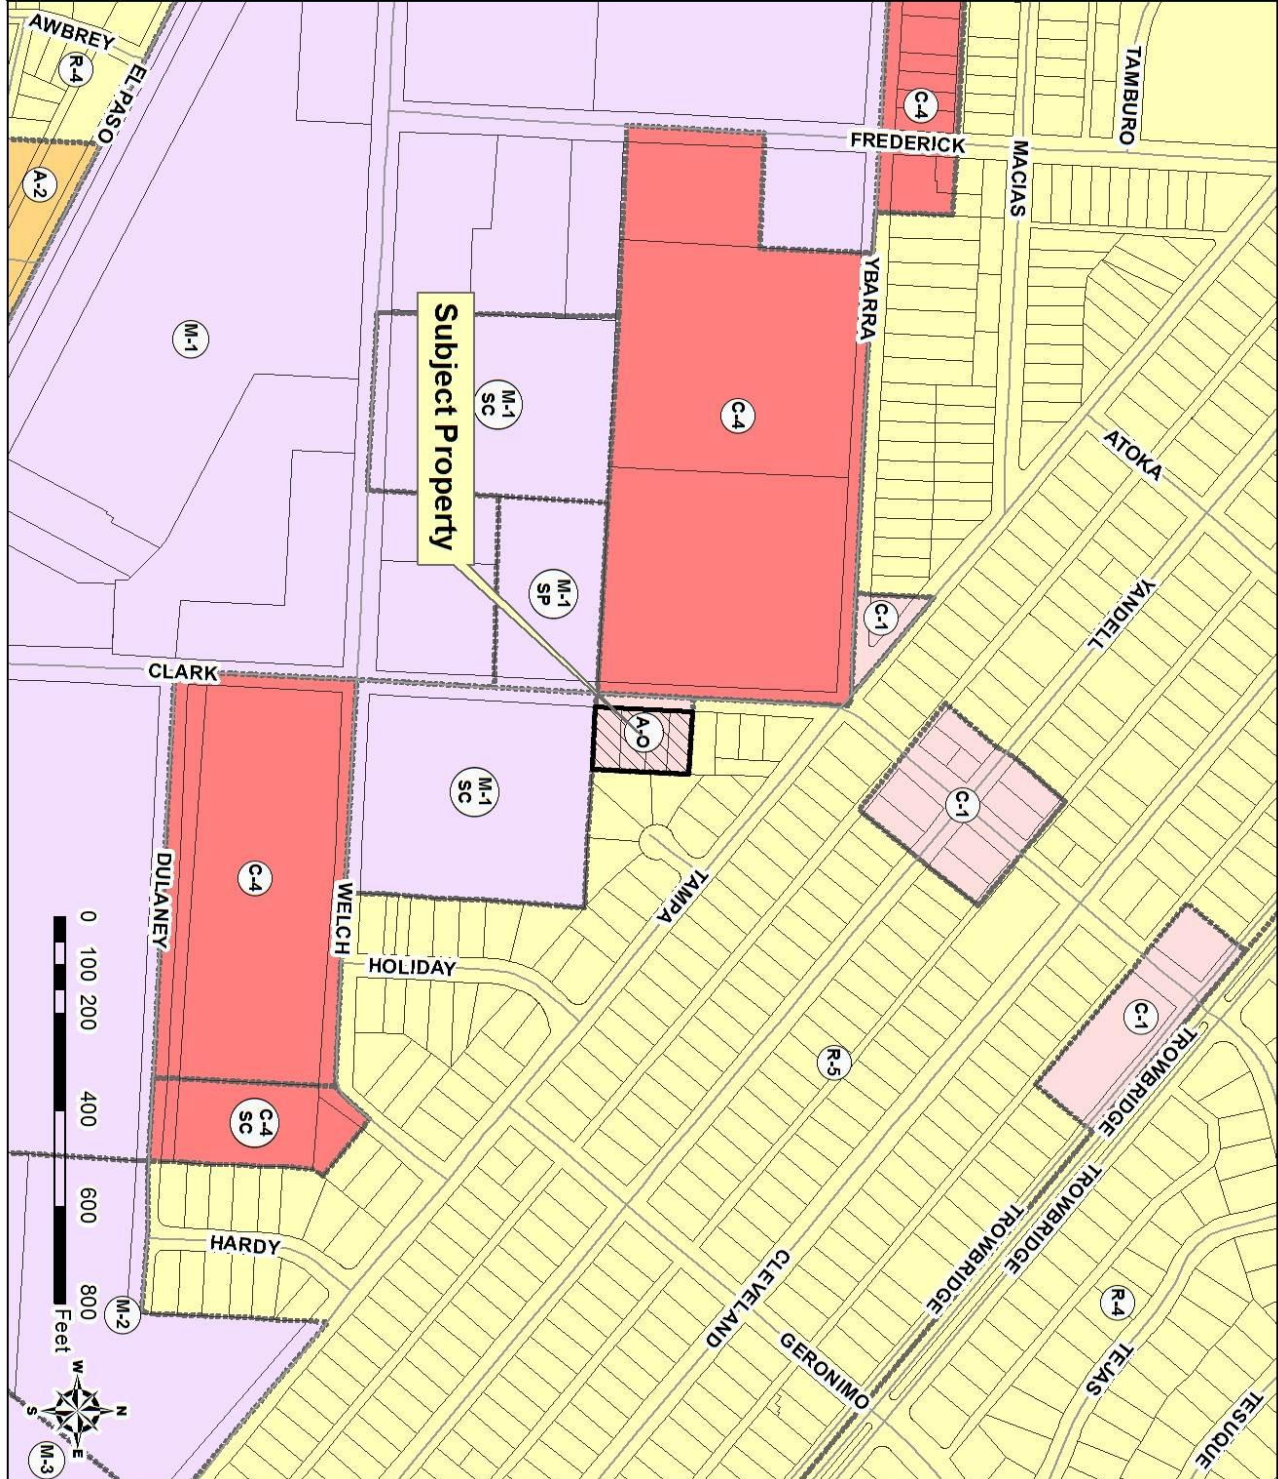 AWBREY
R-4
EL PASO
A-2
C-4
TAMBURO
FREDERICK
MACIAS
YBARRA
M-1
Subject Property
M-1
SC
C-4
ATOKA
M-1
SP
C-1
YANDELL
CLARK
A-O
M-1
SC
C-1
C-4
DULANEY
WELCH
TAMPA
HOLIDAY
C-1
R-5
TROWBRIDGE
C-4
SC
TROWBRIDGE
TROWBRIDGE
HARDY
CLEVELAND
GERONIMO
R-4
TEJAS
TESUQUE
M-2
M-3
0 100 200 400 600 800
Feet
N
W
E
S